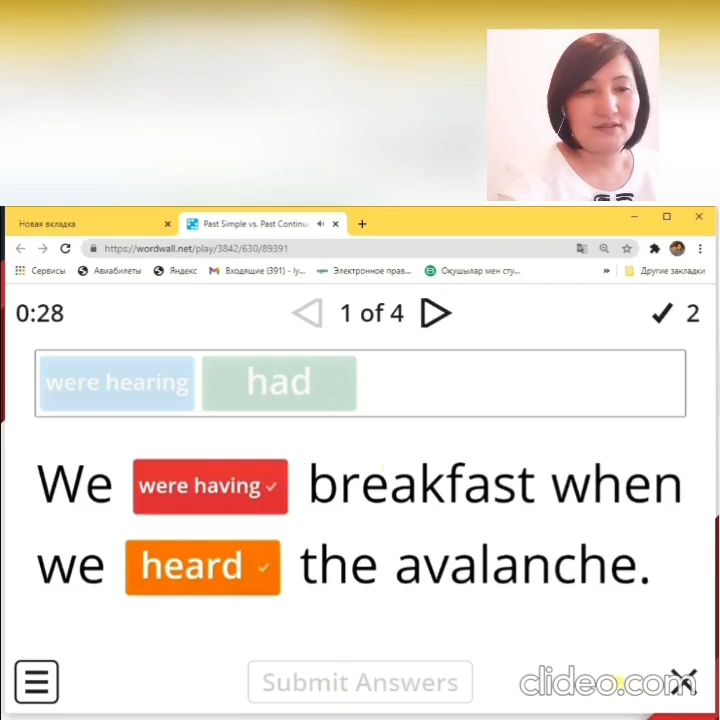 Новая вкладка
Past Simple vs. Past Continu
https://wordwall.net/play/3842/630/89391
Сервисы Авиабилеты Яндекс Входящие (391) - ly... Электронное прав... Оқушылар мен сту... » Другие закладки
0:28 1 of 4 2
were hearing had
We were having breakfast when
we heard the avalanche.
Submit Answers
clideo.com